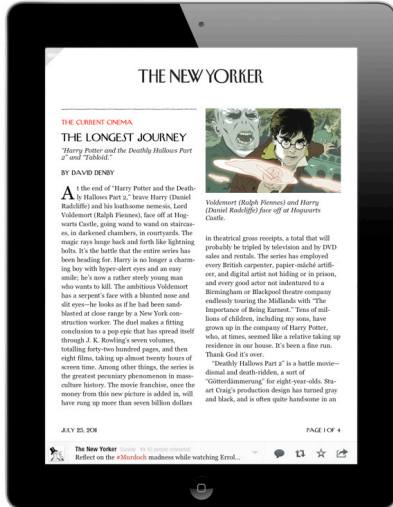 THE NEW YORKER
THE CURRENT CINEMA
THE LONGEST JOURNEY
"Harry Potter and the Deathly Hallows Part
2" and "Tabloid."
BY DAVID DENBY
At the end of "Harry Potter and the Death-
ly Hallows Part 2," brave Harry (Daniel
Radcliffe) and his loathsome nemesis, Lord
Voldemort (Ralph Fiennes), face off at Hog-
warts Castle, going wand to wand on staircas-
es, in darkened chambers, in courtyards. The
magic rays lunge back and forth like lightning
bolts. It's the battle that the entire series has
been heading for. Harry is no longer a charm-
ing boy with hyper-alert eyes and an easy
smile; he's now a rather steely young man
who wants to kill. The ambitious Voldemort
has a serpent's face with a blunted nose and
slit eyes—he looks as if he had been sand-
blasted at close range by a New York con-
struction worker. The duel makes a fitting
conclusion to a pop epic that has spread itself
through J. K. Rowling's seven volumes,
totalling forty-two hundred pages, and then
eight films, taking up almost twenty hours of
screen time. Among other things, the series is
the greatest pecuniary phenomenon in mass-
culture history. The movie franchise, once the
money from this new picture is added in, will
have rung up more than seven billion dollars
Voldemort (Ralph Fiennes) and Harry
(Daniel Radcliffe) face off at Hogwarts
Castle.
in theatrical gross receipts, a total that will
probably be tripled by television and by DVD
sales and rentals. The series has employed
every British carpenter, papier-mâché artifi-
cer, and digital artist not hiding or in prison,
and every good actor not indentured to a
Birmingham or Blackpool theatre company
endlessly touring the Midlands with "The
Importance of Being Earnest." Tens of mil-
lions of children, including my sons, have
grown up in the company of Harry Potter,
who, at times, seemed like a relative taking up
residence in our house. It's been a fine run.
Thank God it's over.
"Deathly Hallows Part 2" is a battle movie—
dismal and death-ridden, a sort of
"Götterdämmerung" for eight-year-olds. Stu-
art Craig's production design has turned gray
and black, and is often quite handsome in an
JULY 25, 2011
PAGE 1 OF 4
The New Yorker
Reflect on the #Murdoch madness while watching Errol...